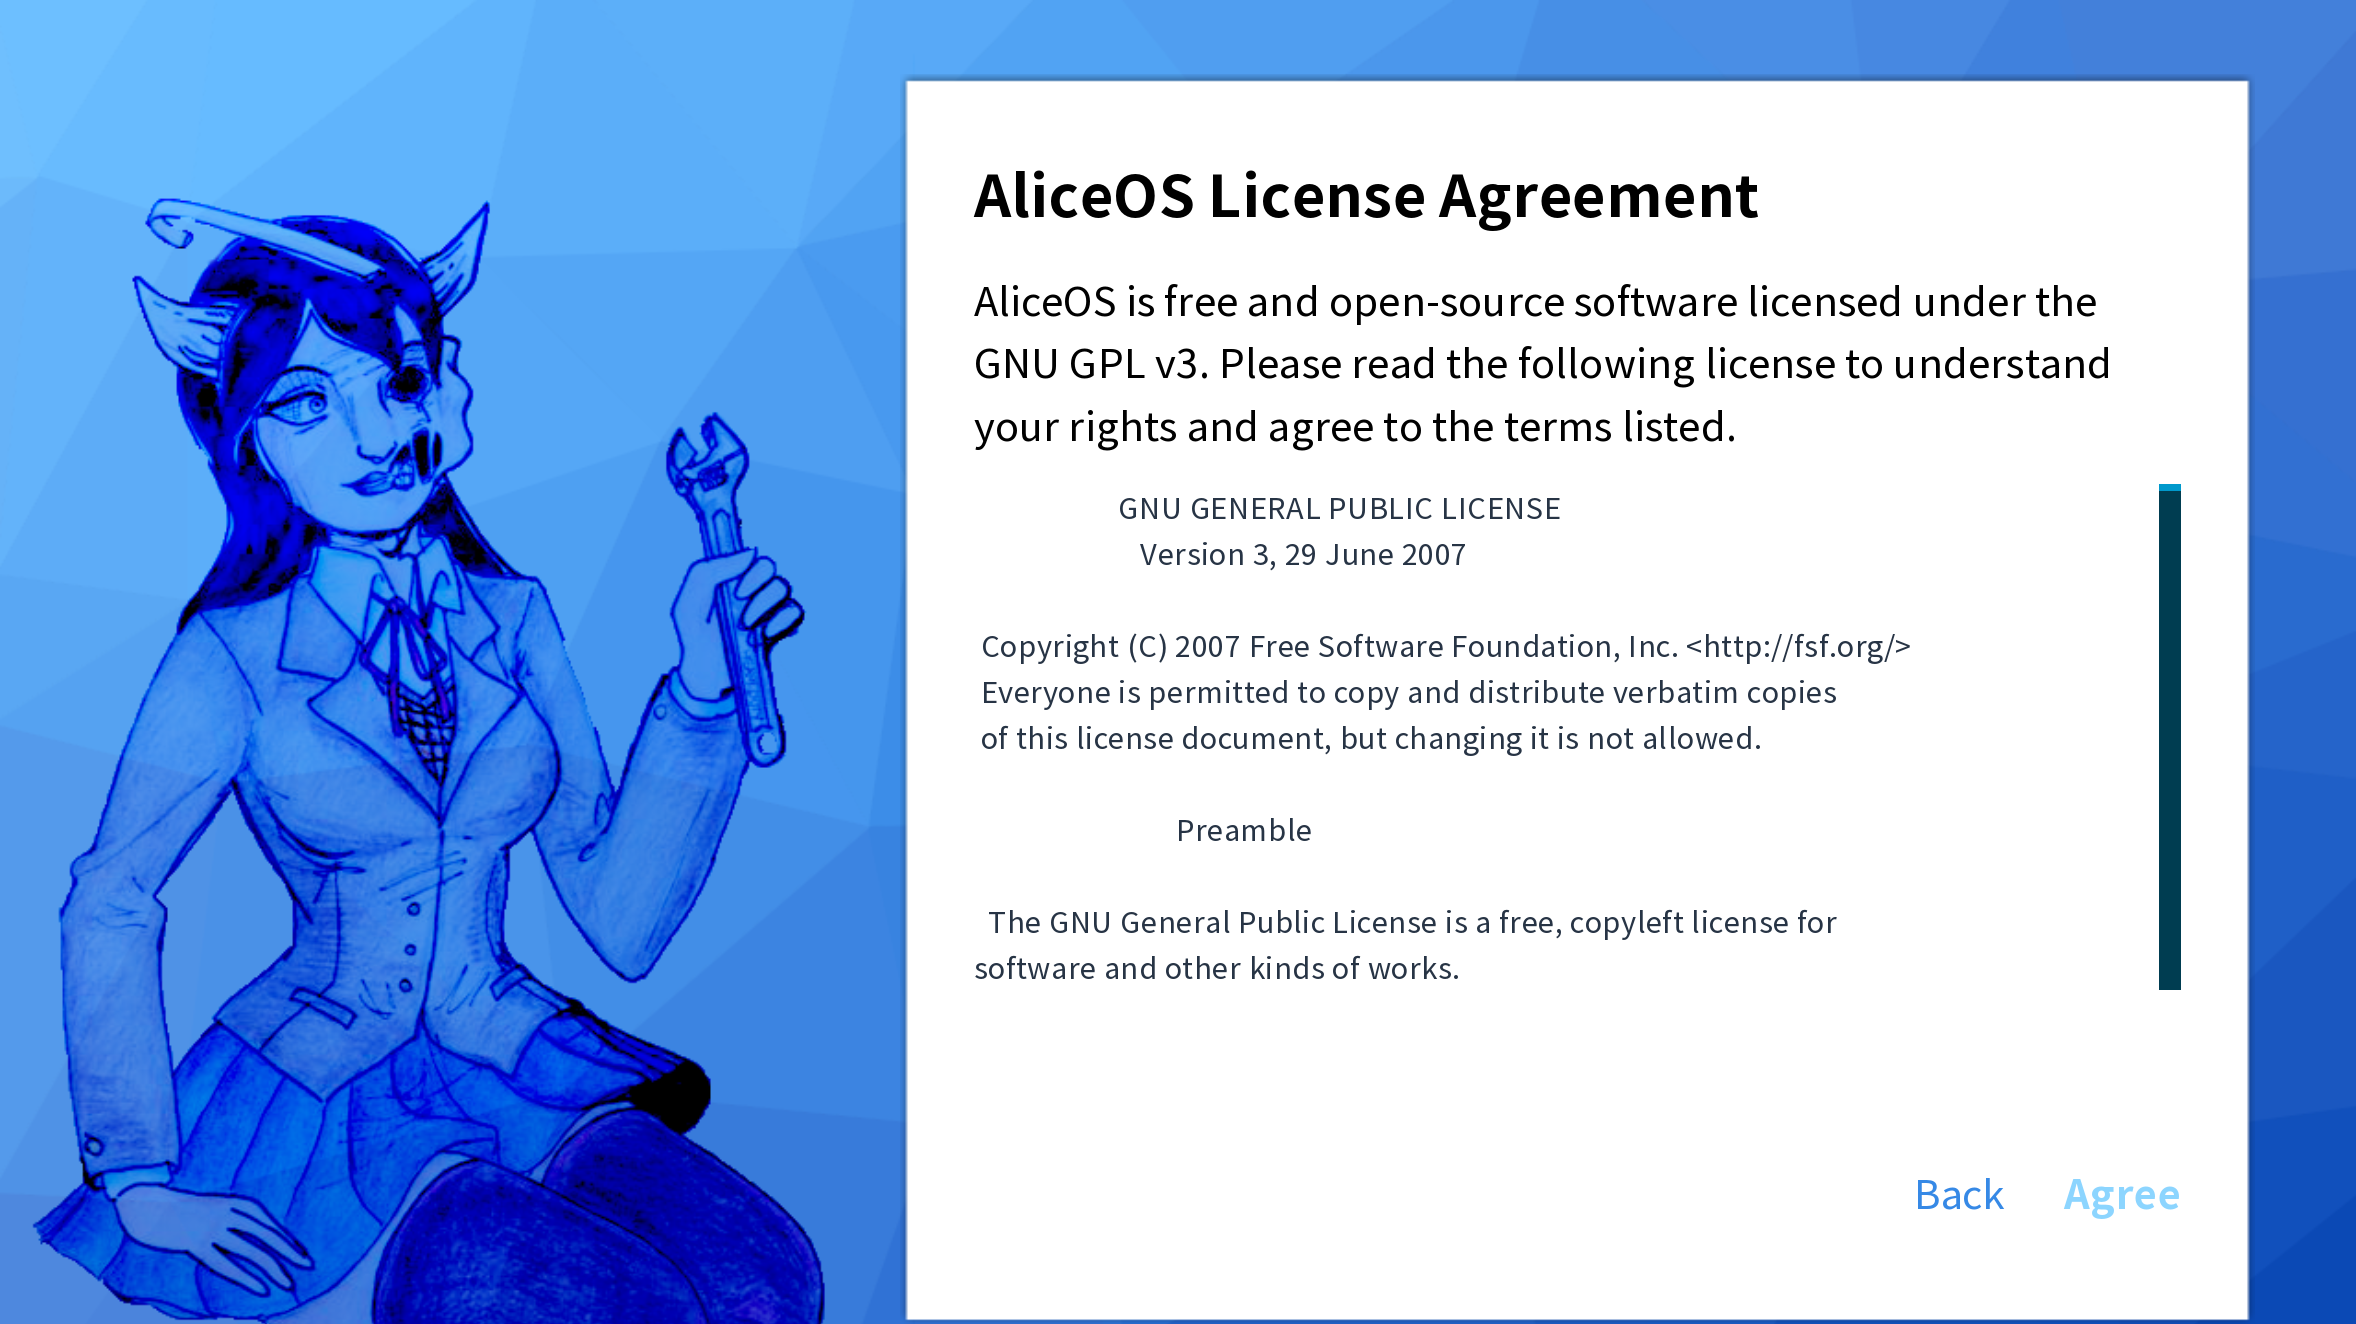 AliceOS License Agreement
AliceOS is free and open-source software licensed under the
GNU GPL v3. Please read the following license to understand
your rights and agree to the terms listed.
GNU GENERAL PUBLIC LICENSE
Version 3, 29 June 2007
Copyright (C) 2007 Free Software Foundation, Inc. <http://fsf.org/>
Everyone is permitted to copy and distribute verbatim copies
of this license document, but changing it is not allowed.
Preamble
The GNU General Public License is a free, copyleft license for
software and other kinds of works.
Back Agree